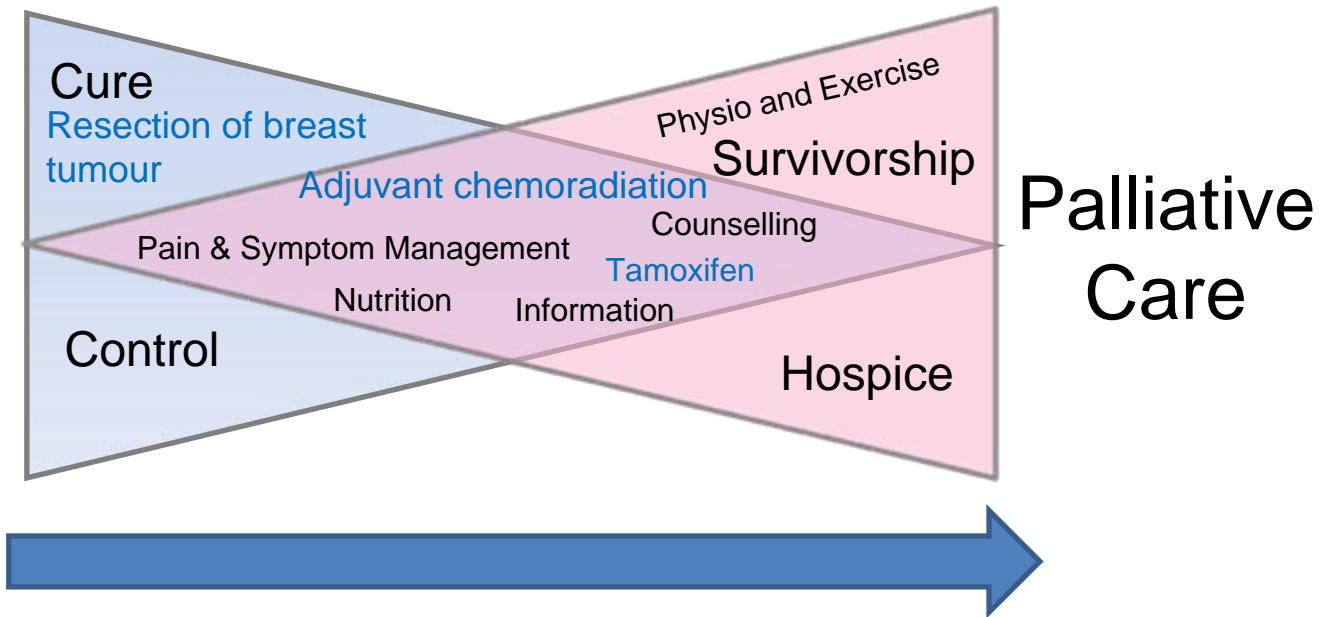 Cure
Resection of breast
tumour
Physio and Exercise
Survivorship
Adjuvant chemoradiation
Counselling
Pain & Symptom Management
Tamoxifen
Nutrition
Information
Control
Hospice
Palliative
Care